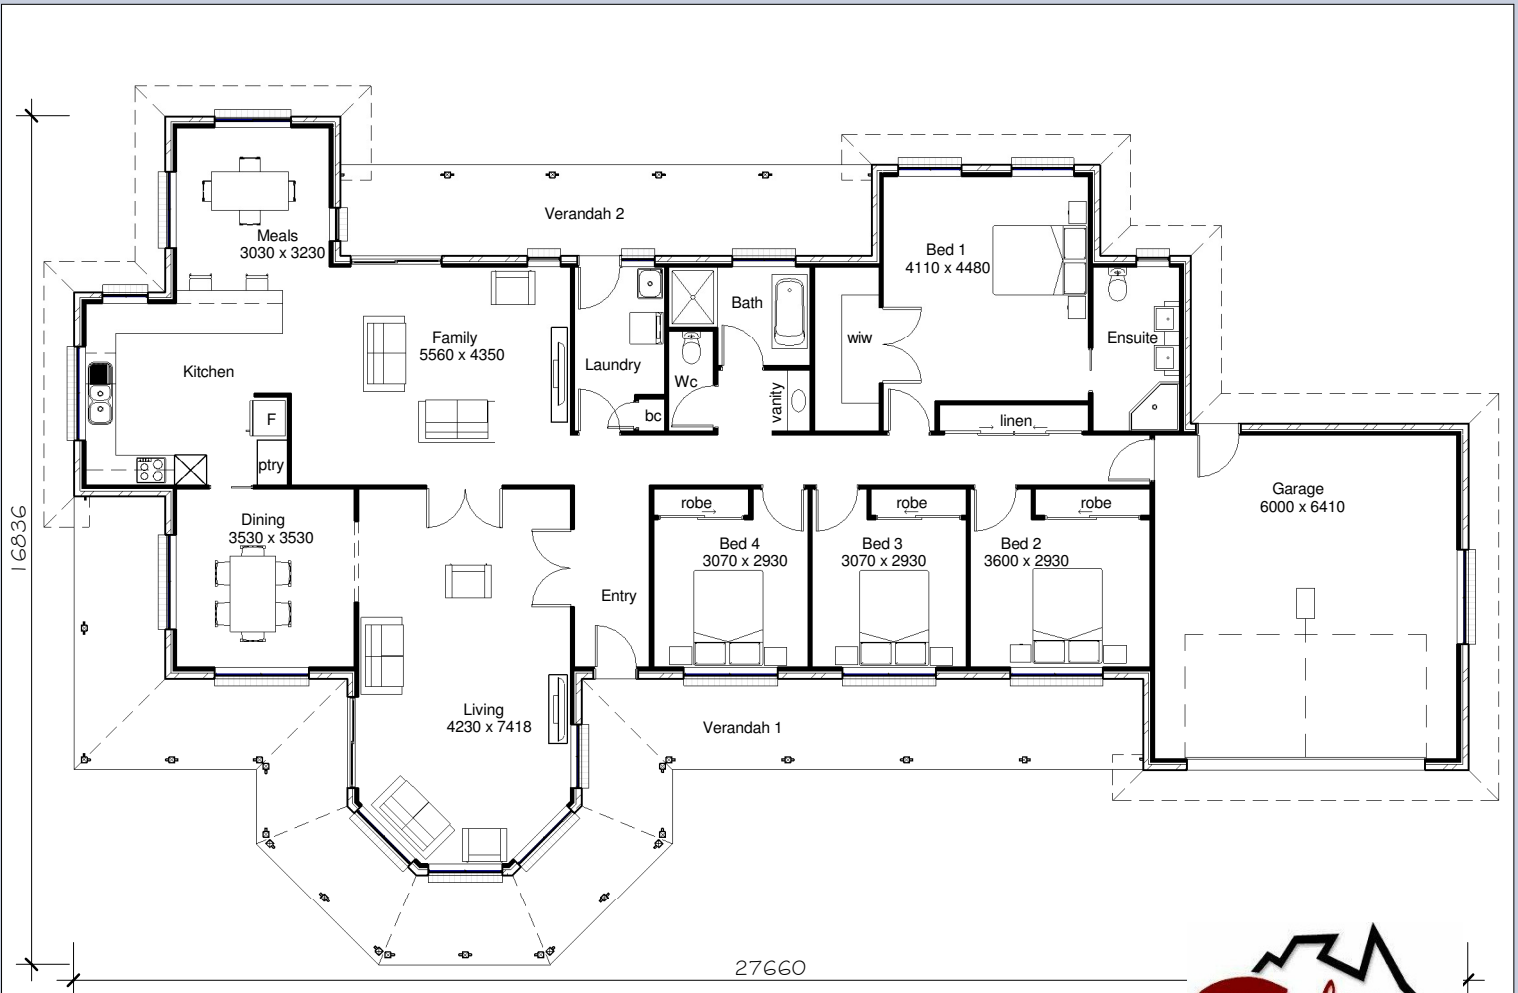 Verandah 2
Meals
3030 x 3230
Bed 1
4110 x 4480
Bath
Family
5560 x 4350
wiw
Ensuite
Laundry
Kitchen
Wc
vanity
bc
F
linen
ptry
Garage
6000 x 6410
robe
robe
robe
Dining
3530 x 3530
Bed 4
3070 x 2930
Bed 3
3070 x 2930
Bed 2
3600 x 2930
16836
Entry
Living
4230 x 7418
Verandah 1
27660